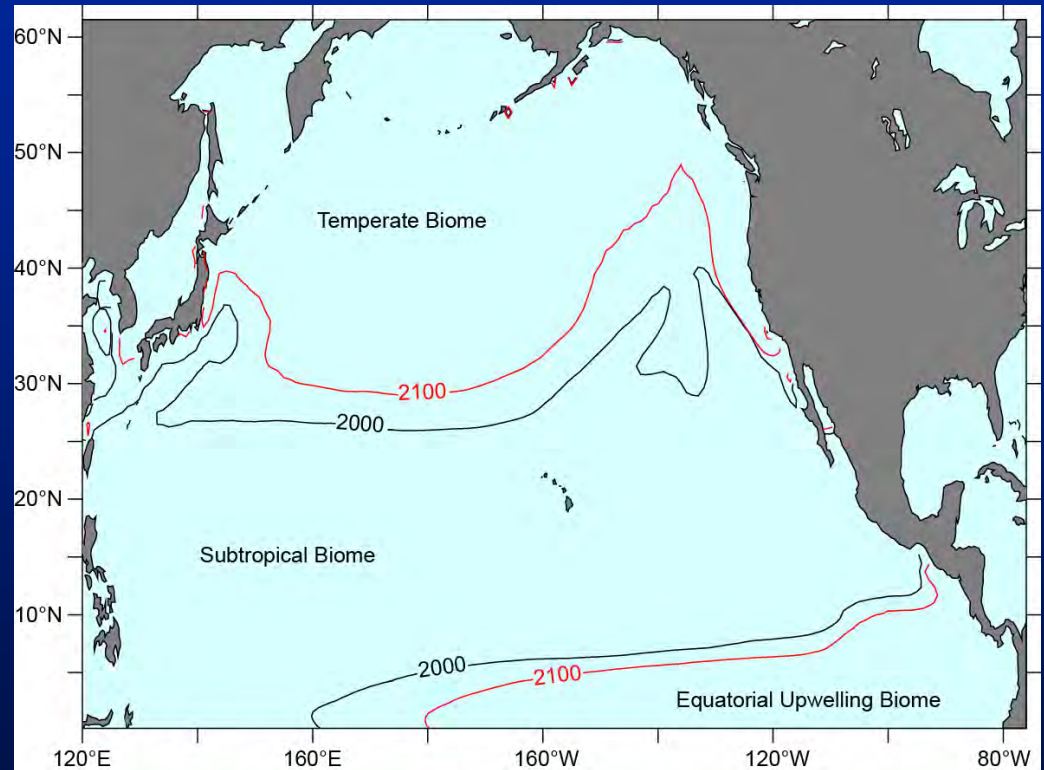 60°N
50°N
Temperate Biome
40°N
30°N
2100
2000
20°N
Subtropical Biome
10°N
2000
2100
Equatorial Upwelling Biome
120°E
160°E
160°W
120°W
80°W